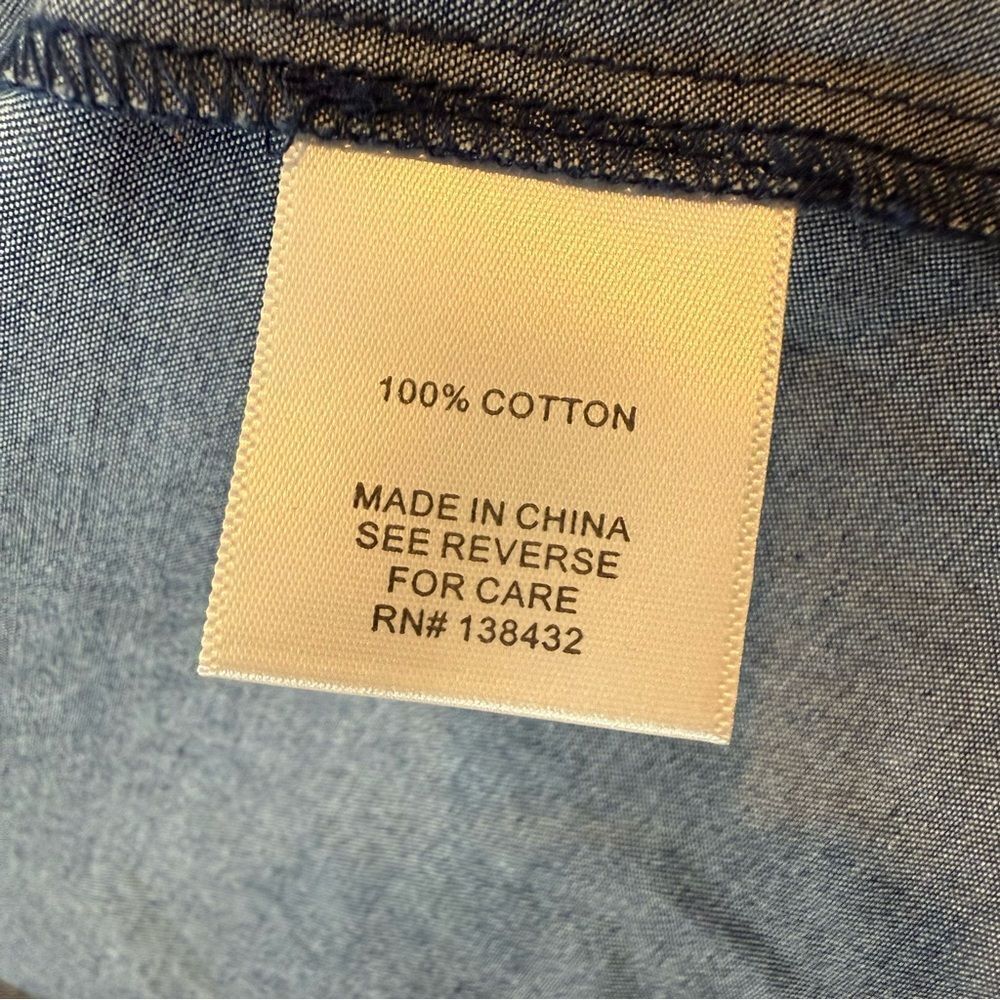 100% COTTON
MADE IN CHINA
SEE REVERSE
FOR CARE
RN# 138432